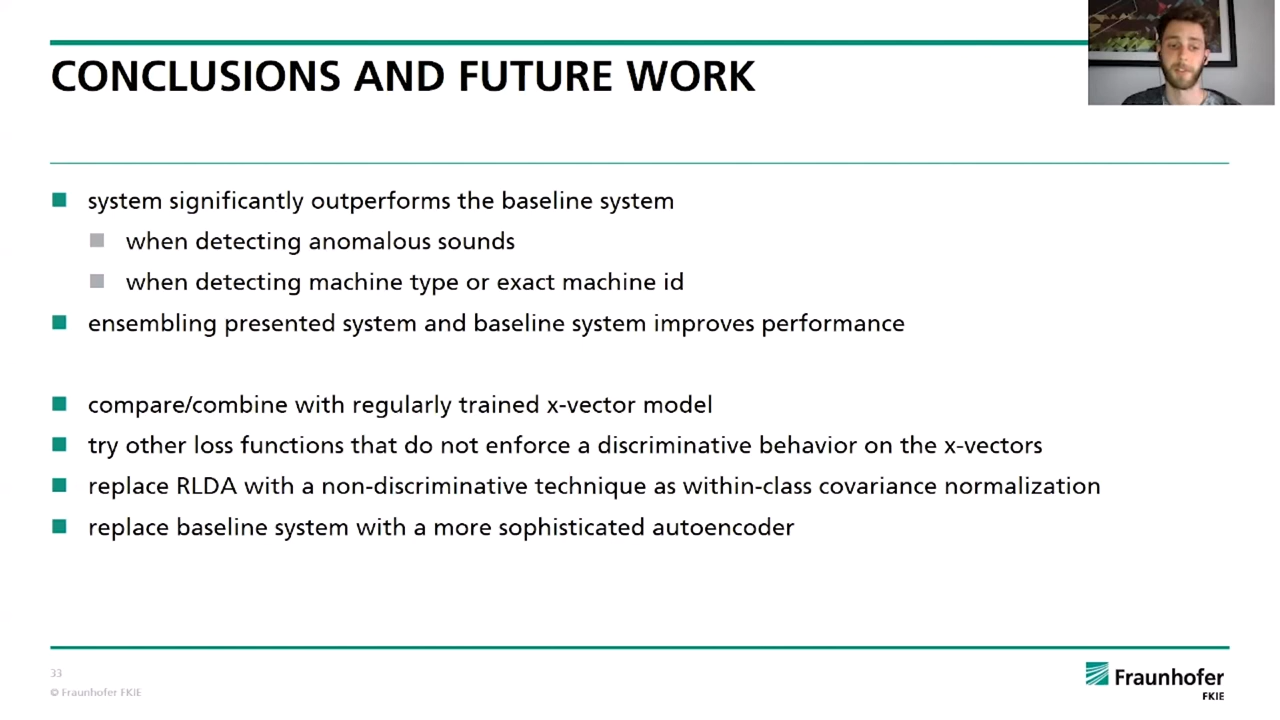 CONCLUSIONS AND FUTURE WORK
system significantly outperforms the baseline system
when detecting anomalous sounds
when detecting machine type or exact machine id
ensembling presented system and baseline system improves performance
compare/combine with regularly trained x-vector model
try other loss functions that do not enforce a discriminative behavior on the x-vectors
replace RLDA with a non-discriminative technique as within-class covariance normalization
replace baseline system with a more sophisticated autoencoder
33
© Fraunhofer FKIE
Fraunhofer
FKIE